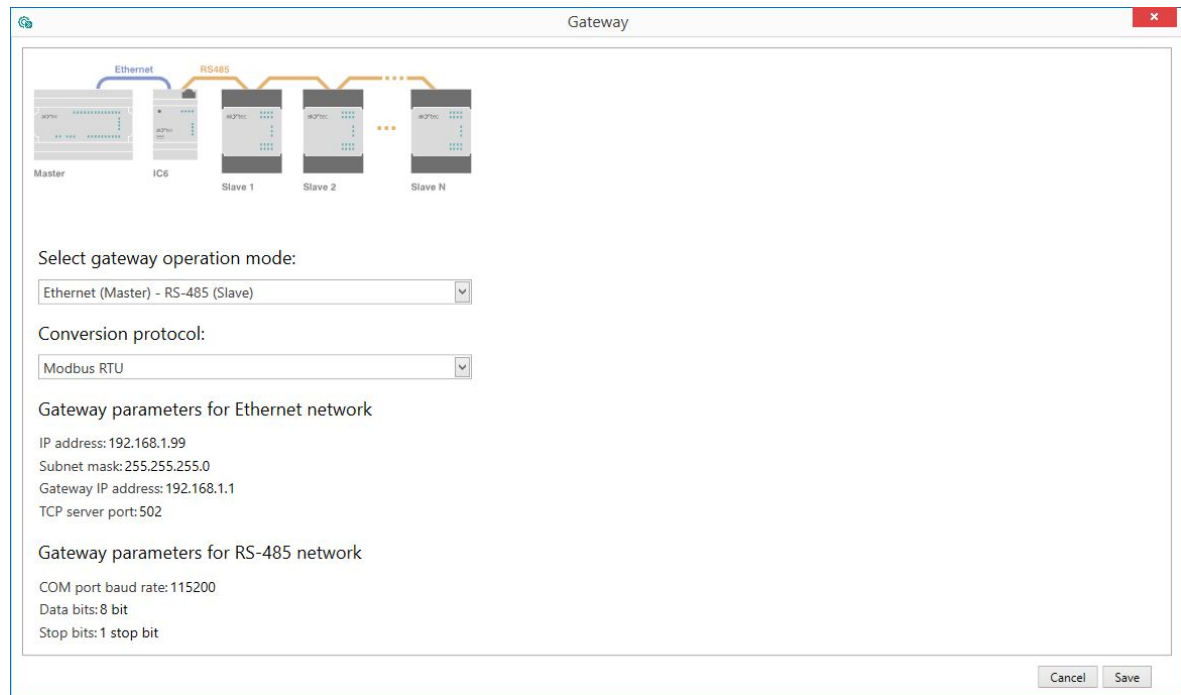 Gateway
Ethernet
RS485
Master
IC6
Slave 1
Slave 2
Slave N
Select gateway operation mode:
Ethernet (Master) - RS-485 (Slave)
Conversion protocol:
Modbus RTU
Gateway parameters for Ethernet network
IP address: 192.168.1.99
Subnet mask: 255.255.255.0
Gateway IP address: 192.168.1.1
TCP server port: 502
Gateway parameters for RS-485 network
COM port baud rate: 115200
Data bits: 8 bit
Stop bits: 1 stop bit
Cancel
Save